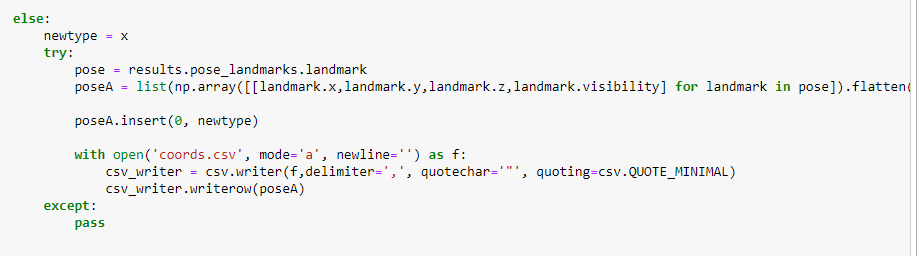 else:
    newtype = x
    try:
        pose = results.pose_landmarks.landmark
        poseA = list(np.array([[landmark.x,landmark.y,landmark.z,landmark.visibility] for landmark in pose]).flatten(
        poseA.insert(0, newtype)
        with open('coords.csv', mode='a', newline='') as f:
            csv_writer = csv.writer(f,delimiter=',', quotechar='"', quoting=csv.QUOTE_MINIMAL)
            csv_writer.writerow(poseA)
    except:
        pass